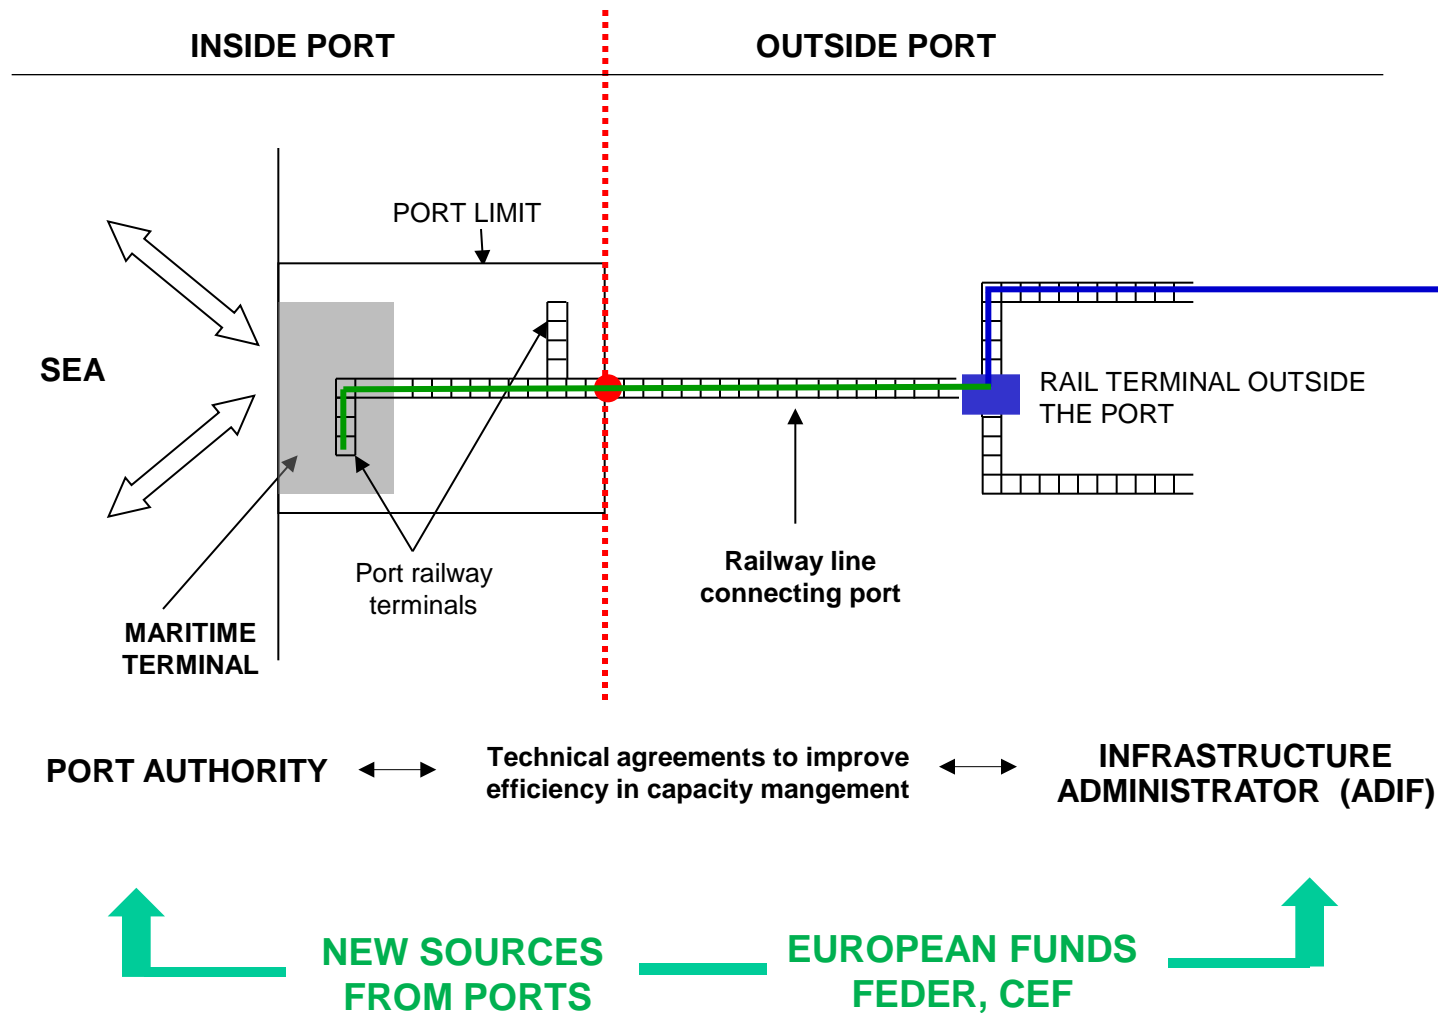 INSIDE PORT
OUTSIDE PORT
PORT LIMIT
SEA
RAIL TERMINAL OUTSIDE
THE PORT
Port railway
terminals
Railway line
connecting port
MARITIME
TERMINAL
PORT AUTHORITY
Technical agreements to improve
efficiency in capacity mangement
INFRASTRUCTURE
ADMINISTRATOR (ADIF)
NEW SOURCES
FROM PORTS
EUROPEAN FUNDS
FEDER, CEF